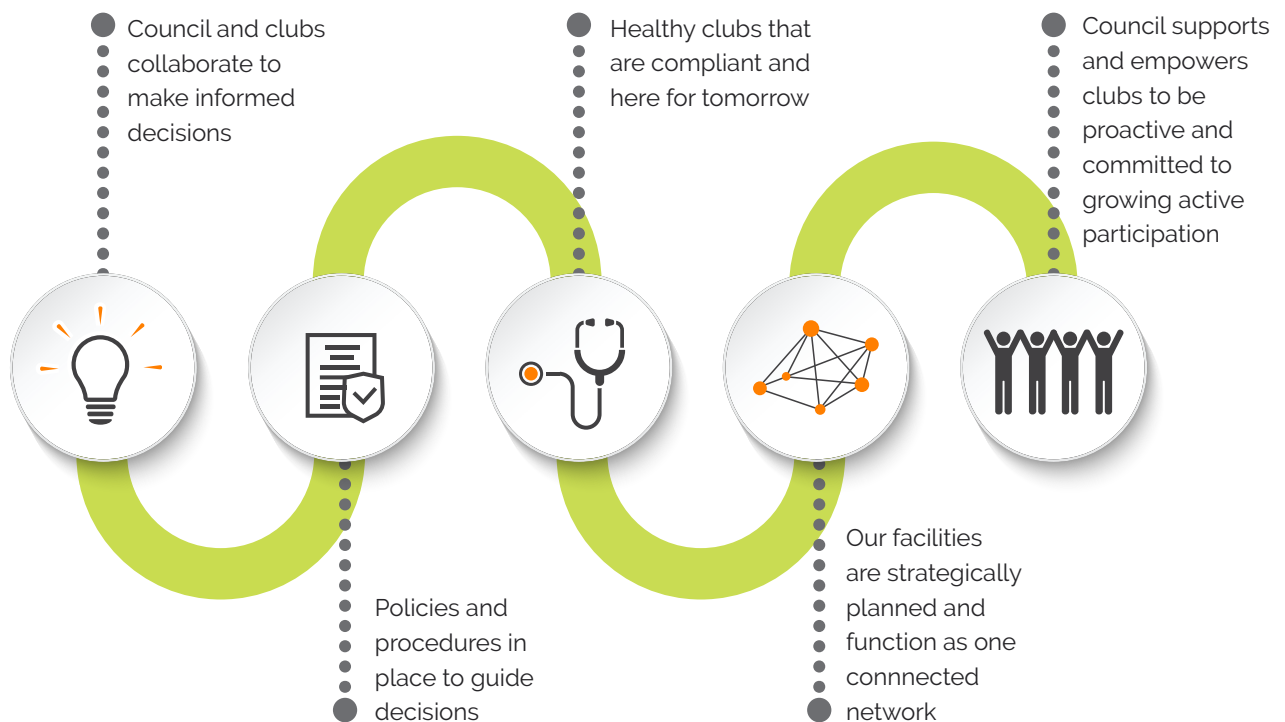 Council and clubs
collaborate to
make informed
decisions
Policies and
procedures in
place to guide
decisions
Healthy clubs that
are compliant and
here for tomorrow
Our facilities
are strategically
planned and
function as one
connnected
network
Council supports
and empowers
clubs to be
proactive and
committed to
growing active
participation